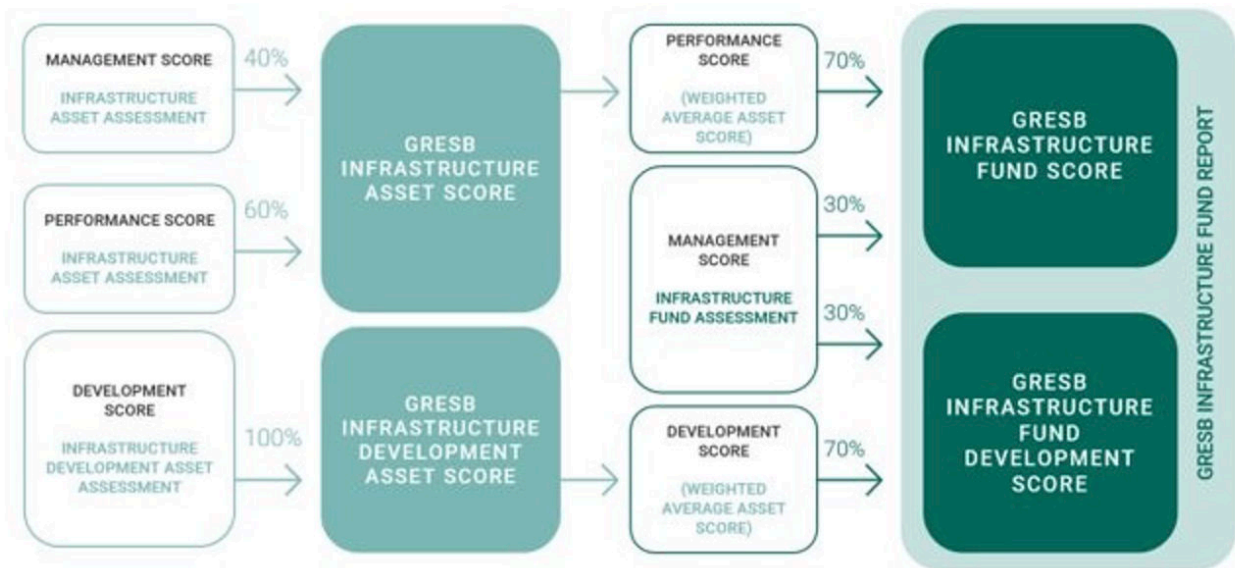 MANAGEMENT SCORE
INFRASTRUCTURE
ASSET ASSESSMENT
40%
PERFORMANCE SCORE
INFRASTRUCTURE
ASSET ASSESSMENT
60%
DEVELOPMENT
SCORE
INFRASTRUCTURE
DEVELOPMENT ASSET
ASSESSMENT
100%
GRESB
INFRASTRUCTURE
ASSET SCORE
GRESB
INFRASTRUCTURE
DEVELOPMENT
ASSET SCORE
PERFORMANCE
SCORE
(WEIGHTED
AVERAGE ASSET
SCORE)
70%
MANAGEMENT
SCORE
INFRASTRUCTURE
FUND ASSESSMENT
30%
30%
DEVELOPMENT
SCORE
(WEIGHTED
AVERAGE ASSET
SCORE)
70%
GRESB
INFRASTRUCTURE
FUND SCORE
GRESB
INFRASTRUCTURE
FUND
DEVELOPMENT
SCORE
GRESB INFRASTRUCTURE FUND REPORT